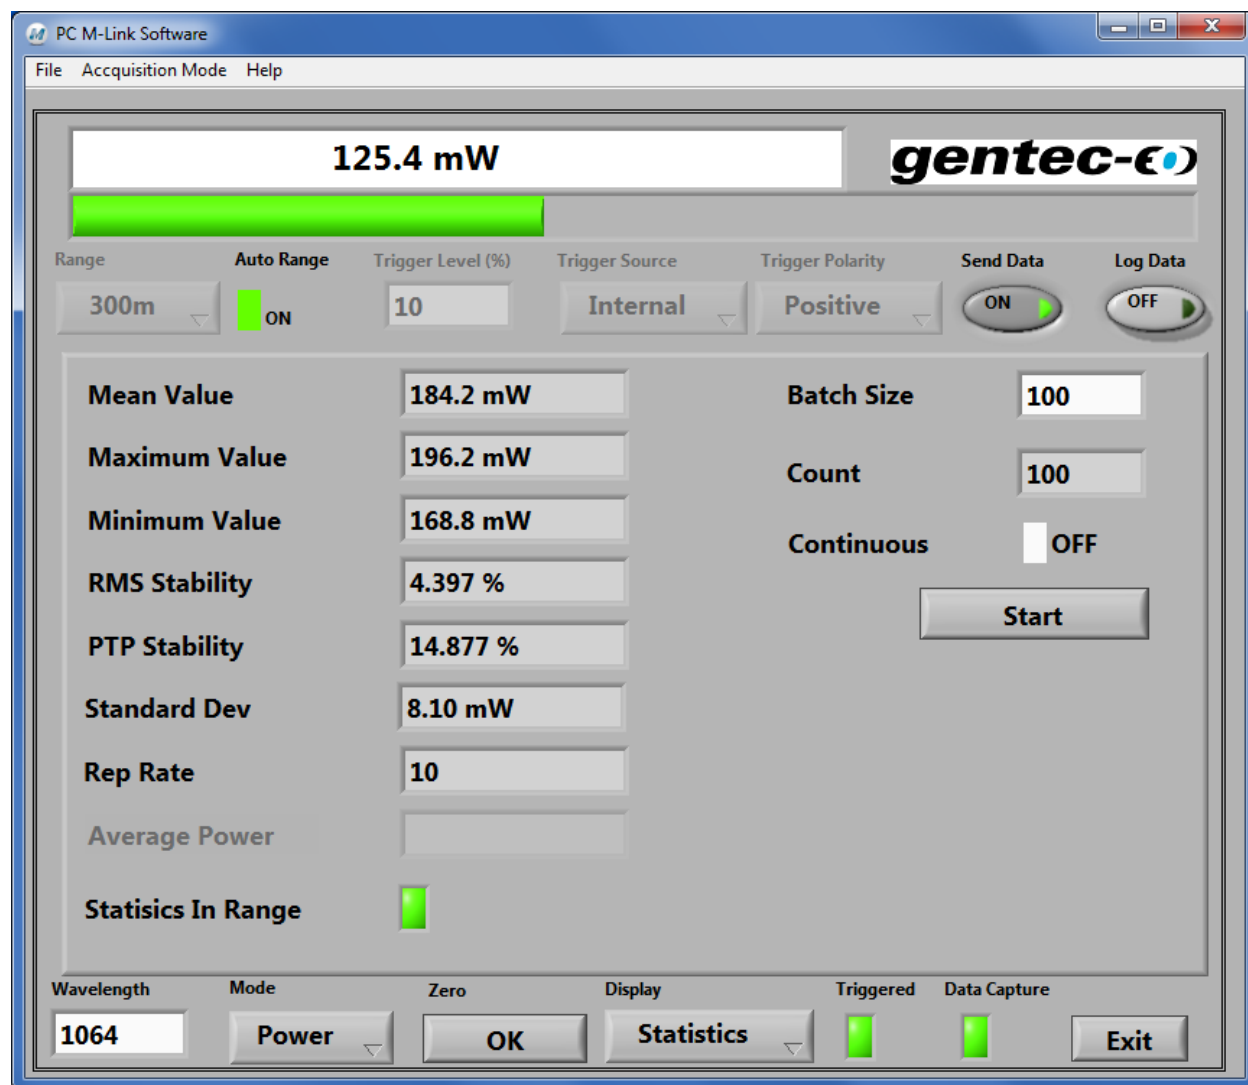 PC M-Link Software
File Accquisition Mode Help
125.4 mW
gentec-eo
Range Auto Range Trigger Level (%) Trigger Source Trigger Polarity Send Data Log Data
300m ON 10 Internal Positive ON OFF
Mean Value 184.2 mW Batch Size 100
Maximum Value 196.2 mW
Count 100
Minimum Value 168.8 mW
Continuous OFF
RMS Stability 4.397 %
Start
PTP Stability 14.877 %
Standard Dev 8.10 mW
Rep Rate 10
Average Power
Statisics In Range
Wavelength Mode Zero Display Triggered Data Capture
1064 Power OK Statistics Exit